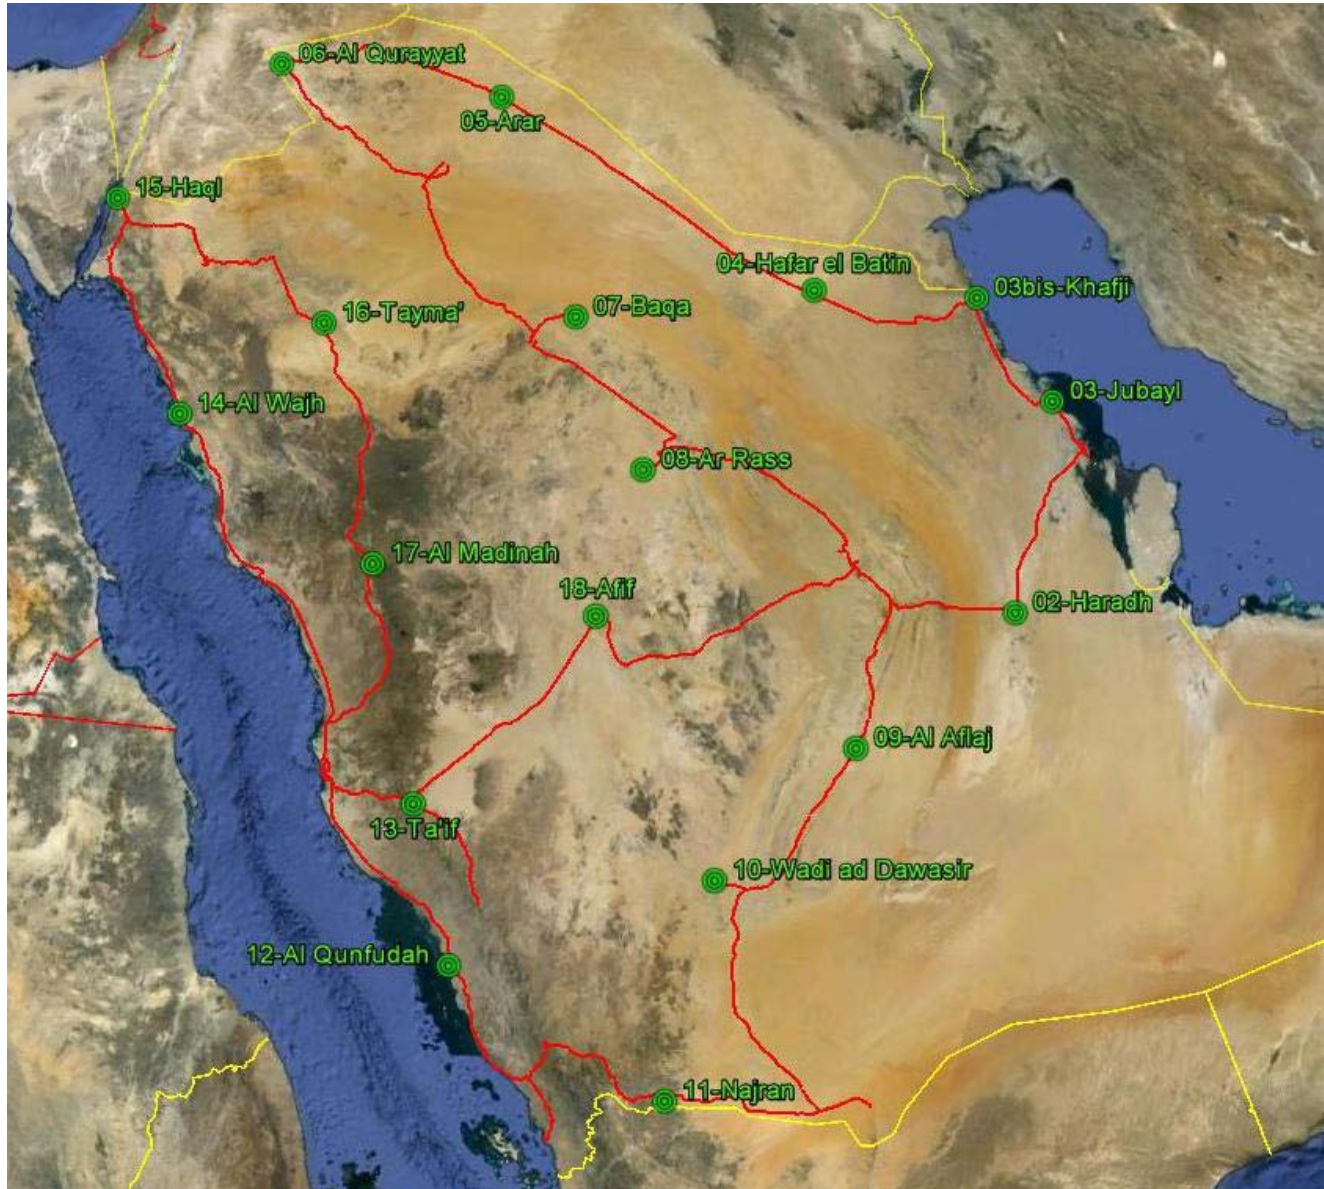 06-Al Qurayyat
05-Arar
15-Haql
04-Hafar el Batin
03bis-Khafji
07-Baqa
16-Tayma'
03-Jubayl
14-Al Wajh
08-Ar Rass
17-Al Madinah
18-Afif
02-Haradh
09-Al Aflaj
13-Ta'if
10-Wadi ad Dawasir
12-Al Qunfudah
11-Najran